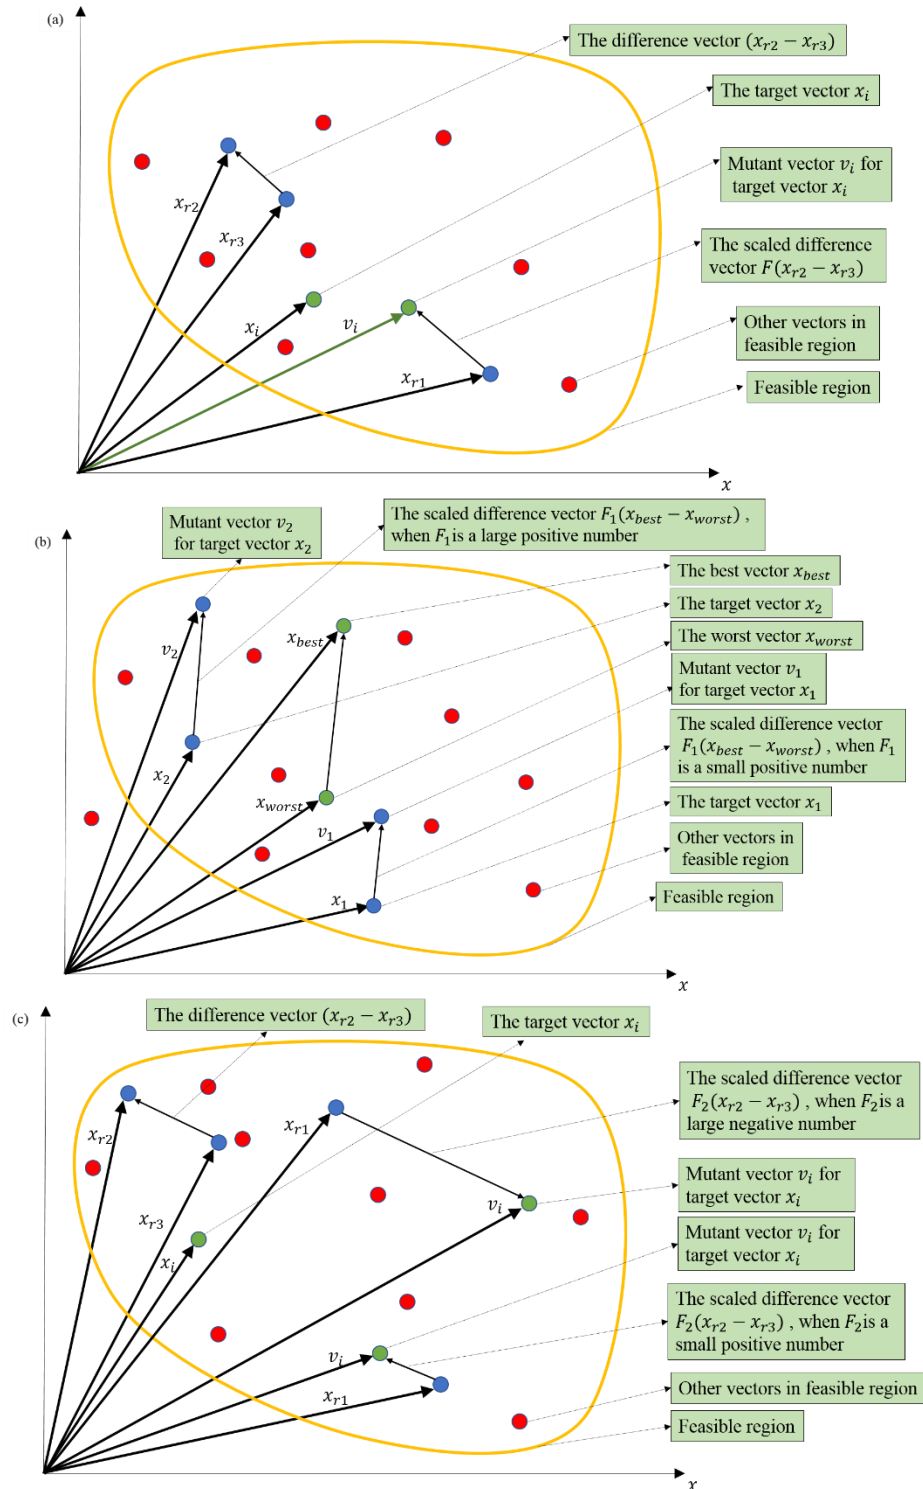 (a)
The difference vector (x_{r2} − x_{r3})
The target vector x_i
Mutant vector v_i for
target vector x_i
x_{r2}
x_{r3}
The scaled difference
vector F(x_{r2} − x_{r3})
x_i
v_i
Other vectors in
feasible region
x_{r1}
Feasible region
x
(b)
Mutant vector v_2
for target vector x_2
The scaled difference vector F_1(x_{best} − x_{worst}) ,
when F_1 is a large positive number
The best vector x_{best}
The target vector x_2
The worst vector x_{worst}
Mutant vector v_1
for target vector x_1
v_2
x_{best}
The scaled difference vector
F_1(x_{best} − x_{worst}) , when F_1
is a small positive number
x_2
x_{worst}
The target vector x_1
v_1
Other vectors in
feasible region
x_1
Feasible region
x
(c)
The difference vector (x_{r2} − x_{r3})
The target vector x_i
The scaled difference vector
F_2(x_{r2} − x_{r3}) , when F_2 is a
large negative number
x_{r2}
x_{r1}
Mutant vector v_i for
target vector x_i
x_{r3}
v_i
Mutant vector v_i for
target vector x_i
x_i
The scaled difference vector
F_2(x_{r2} − x_{r3}) , when F_2 is a
small positive number
v_i
x_{r1}
Other vectors in feasible region
Feasible region
x